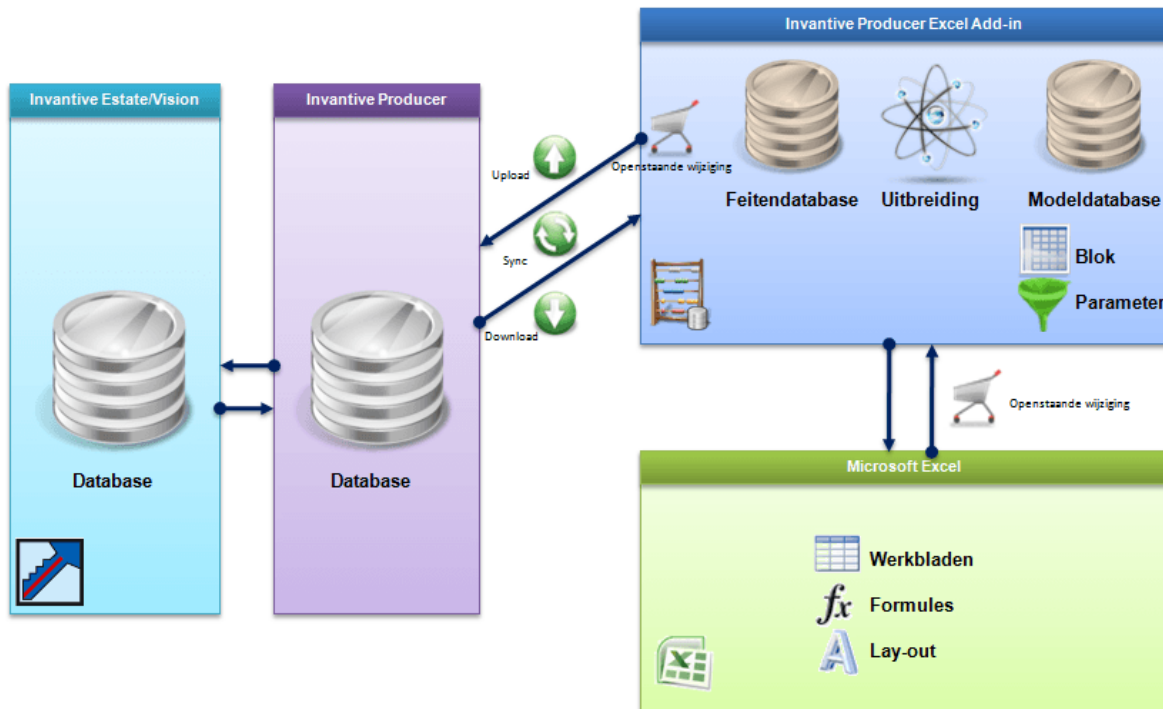 Invantive Producer Excel Add-in
Invantive Estate/Vision
Invantive Producer
Upload
Openstaande wijziging
Feitendatabase
Uitbreiding
Modeldatabase
Sync
Blok
Parameter
Download
Openstaande wijziging
Microsoft Excel
Database
Database
Werkbladen
fx Formules
A Lay-out
X